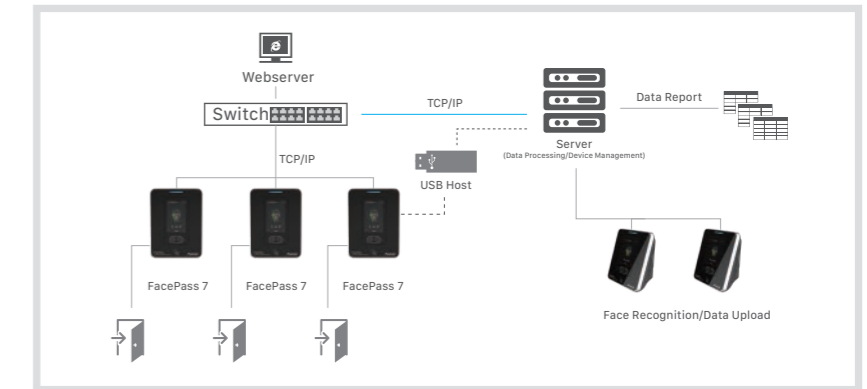 Webserver
Switch
TCP/IP
TCP/IP
USB Host
Server
(Data Processing/Device Management)
Data Report
FacePass 7
FacePass 7
FacePass 7
Face Recognition/Data Upload